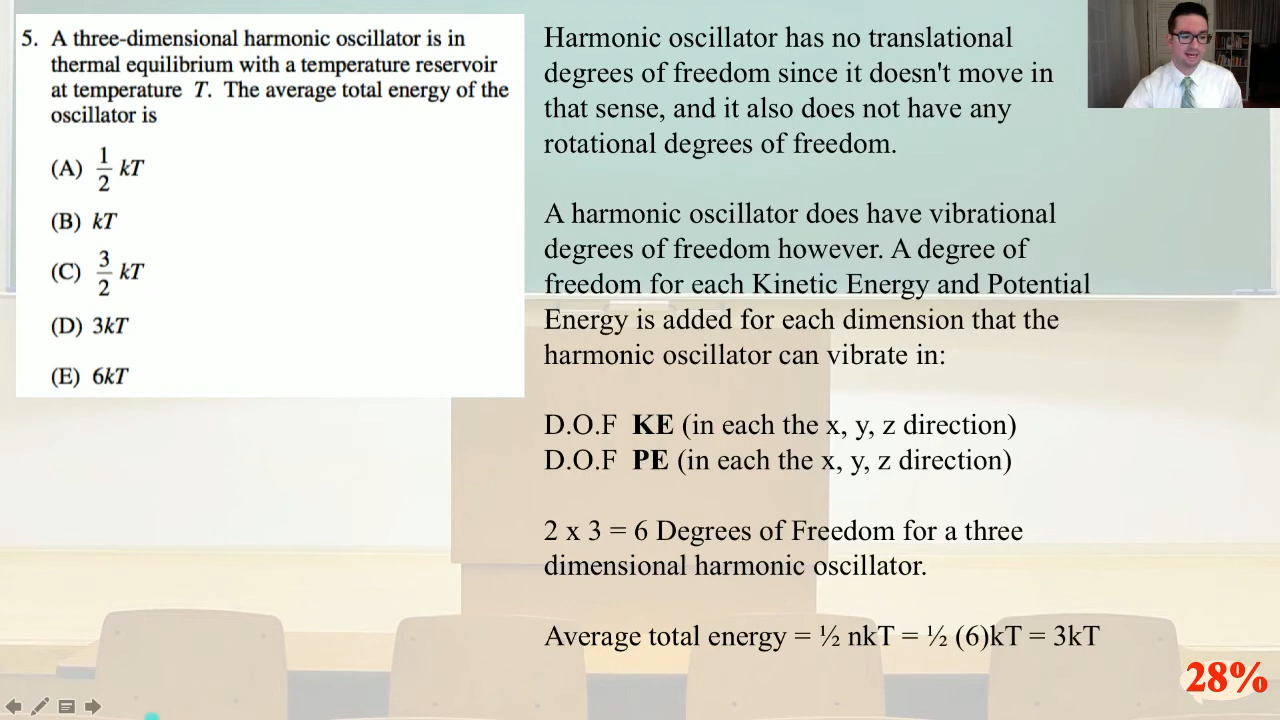 5. A three-dimensional harmonic oscillator is in
thermal equilibrium with a temperature reservoir
at temperature T. The average total energy of the
oscillator is
(A) 1/2 kT
(B) kT
(C) 3/2 kT
(D) 3kT
(E) 6kT
Harmonic oscillator has no translational
degrees of freedom since it doesn't move in
that sense, and it also does not have any
rotational degrees of freedom.
A harmonic oscillator does have vibrational
degrees of freedom however. A degree of
freedom for each Kinetic Energy and Potential
Energy is added for each dimension that the
harmonic oscillator can vibrate in:
D.O.F KE (in each the x, y, z direction)
D.O.F PE (in each the x, y, z direction)
2 x 3 = 6 Degrees of Freedom for a three
dimensional harmonic oscillator.
Average total energy = ½ nkT = ½ (6)kT = 3kT
28%